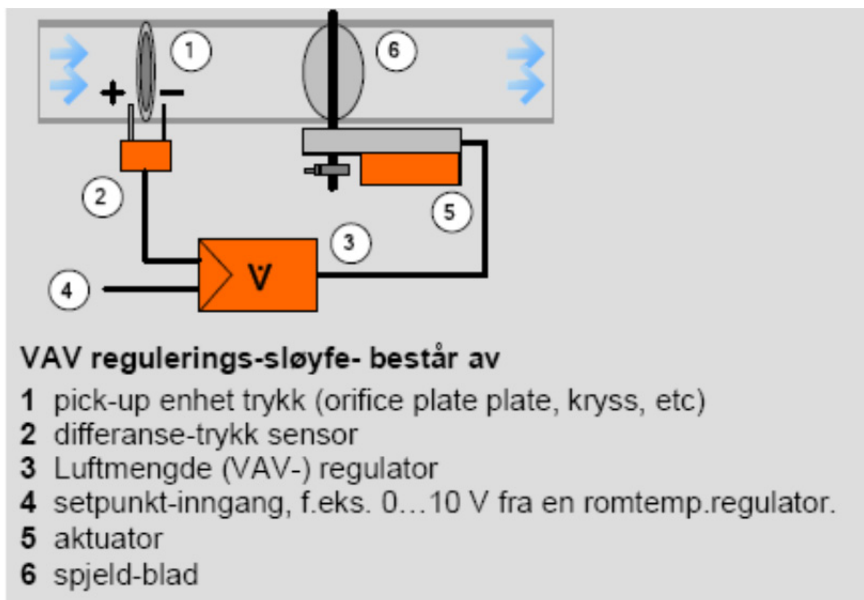 1
6
+ −
2
5
3
V̇
4
VAV regulerings-sløyfe- består av
1 pick-up enhet trykk (orifice plate plate, kryss, etc)
2 differanse-trykk sensor
3 Luftmengde (VAV-) regulator
4 setpunkt-inngang, f.eks. 0…10 V fra en romtemp.regulator.
5 aktuator
6 spjeld-blad